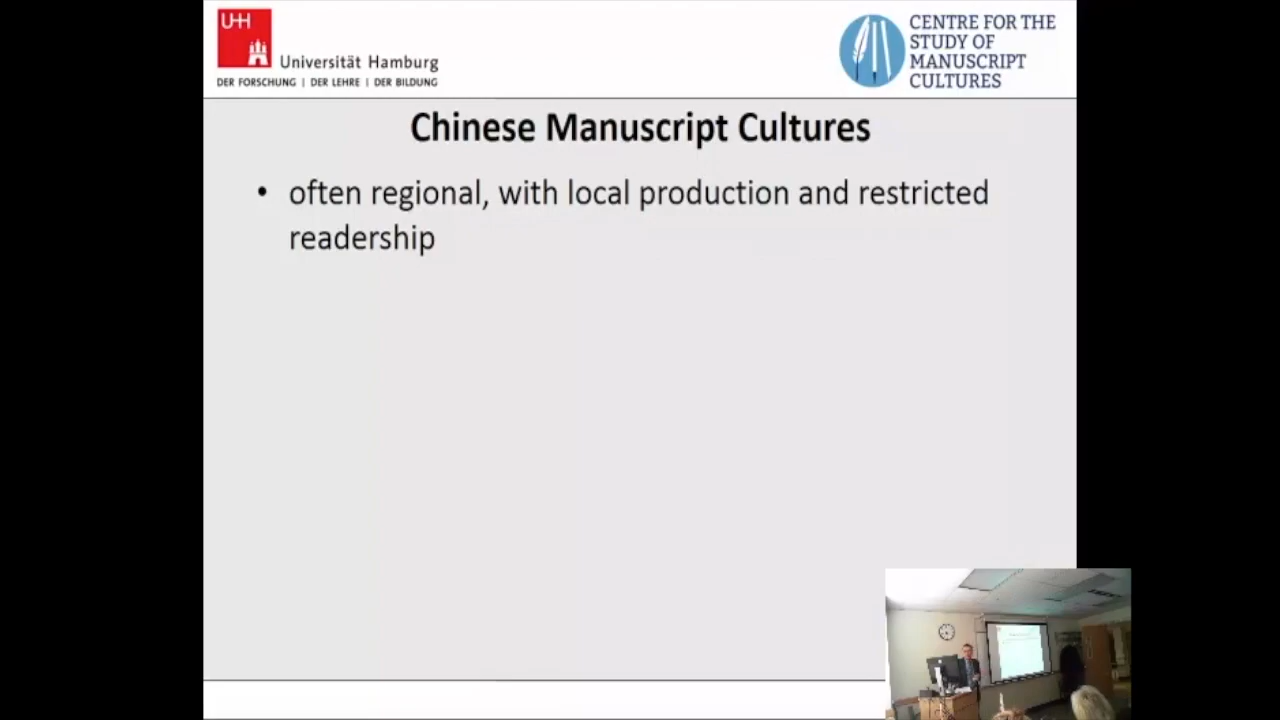 UHH
Universität Hamburg
DER FORSCHUNG | DER LEHRE | DER BILDUNG
CENTRE FOR THE
STUDY OF
MANUSCRIPT
CULTURES
Chinese Manuscript Cultures
• often regional, with local production and restricted
readership